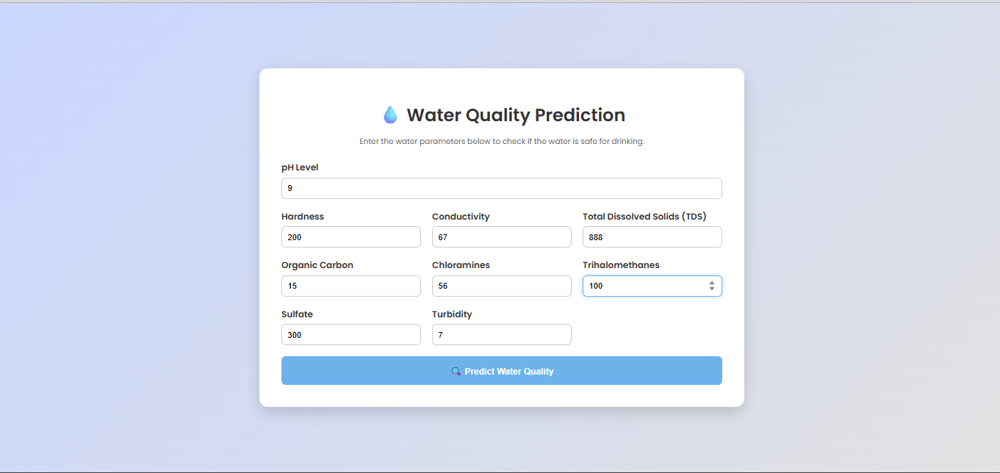 Water Quality Prediction
Enter the water parameters below to check if the water is safe for drinking.
pH Level
9
Hardness Conductivity Total Dissolved Solids (TDS)
200 67 888
Organic Carbon Chloramines Trihalomethanes
15 56 100
Sulfate Turbidity
300 7
Predict Water Quality